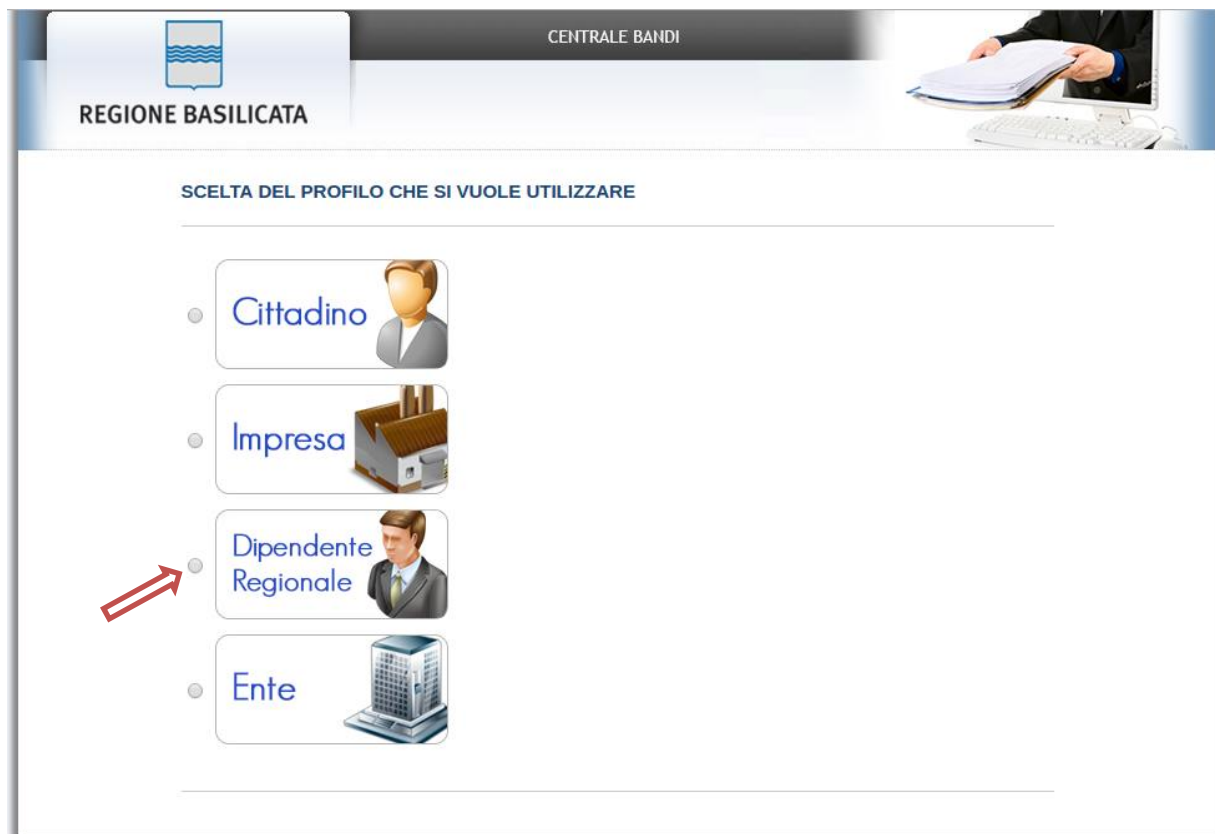 CENTRALE BANDI
REGIONE BASILICATA
SCELTA DEL PROFILO CHE SI VUOLE UTILIZZARE
Cittadino
Impresa
Dipendente
Regionale
Ente